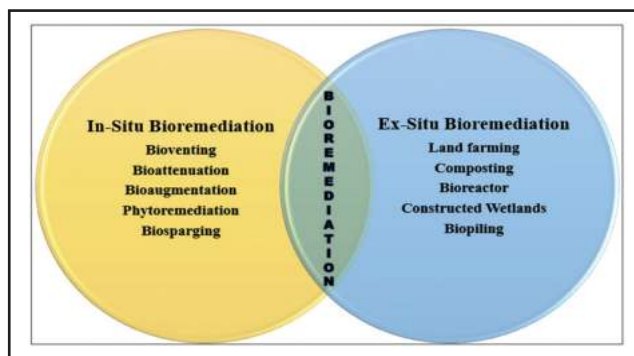 In-Situ Bioremediation
Bioventing
Bioattenuation
Bioaugmentation
Phytoremediation
Biosparging
BIOREMEDIATION
Ex-Situ Bioremediation
Land farming
Composting
Bioreactor
Constructed Wetlands
Biopiling